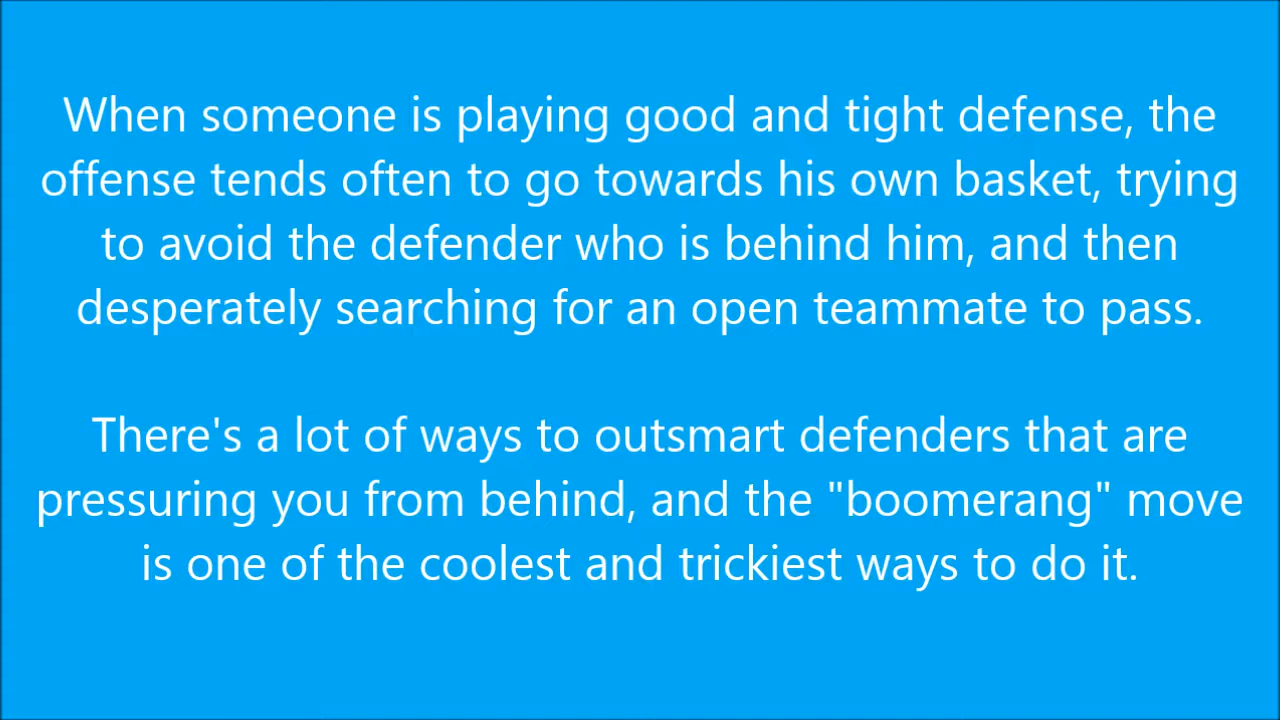 When someone is playing good and tight defense, the
offense tends often to go towards his own basket, trying
to avoid the defender who is behind him, and then
desperately searching for an open teammate to pass.
There's a lot of ways to outsmart defenders that are
pressuring you from behind, and the "boomerang" move
is one of the coolest and trickiest ways to do it.